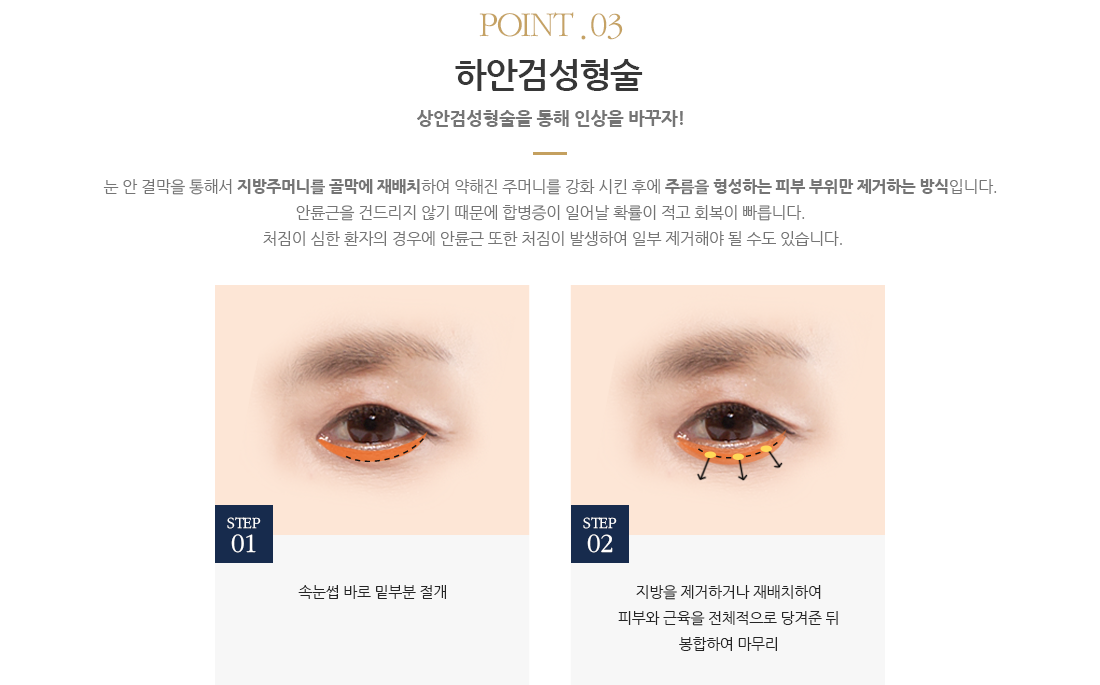 POINT .03
하안검성형술
상안검성형술을 통해 인상을 바꾸자!
눈 안 결막을 통해서 지방주머니를 골막에 재배치하여 약해진 주머니를 강화 시킨 후에 주름을 형성하는 피부 부위만 제거하는 방식입니다.
안륜근을 건드리지 않기 때문에 합병증이 일어날 확률이 적고 회복이 빠릅니다.
처짐이 심한 환자의 경우에 안륜근 또한 처짐이 발생하여 일부 제거해야 될 수도 있습니다.
STEP
01
속눈썹 바로 밑부분 절개
STEP
02
지방을 제거하거나 재배치하여
피부와 근육을 전체적으로 당겨준 뒤
봉합하여 마무리